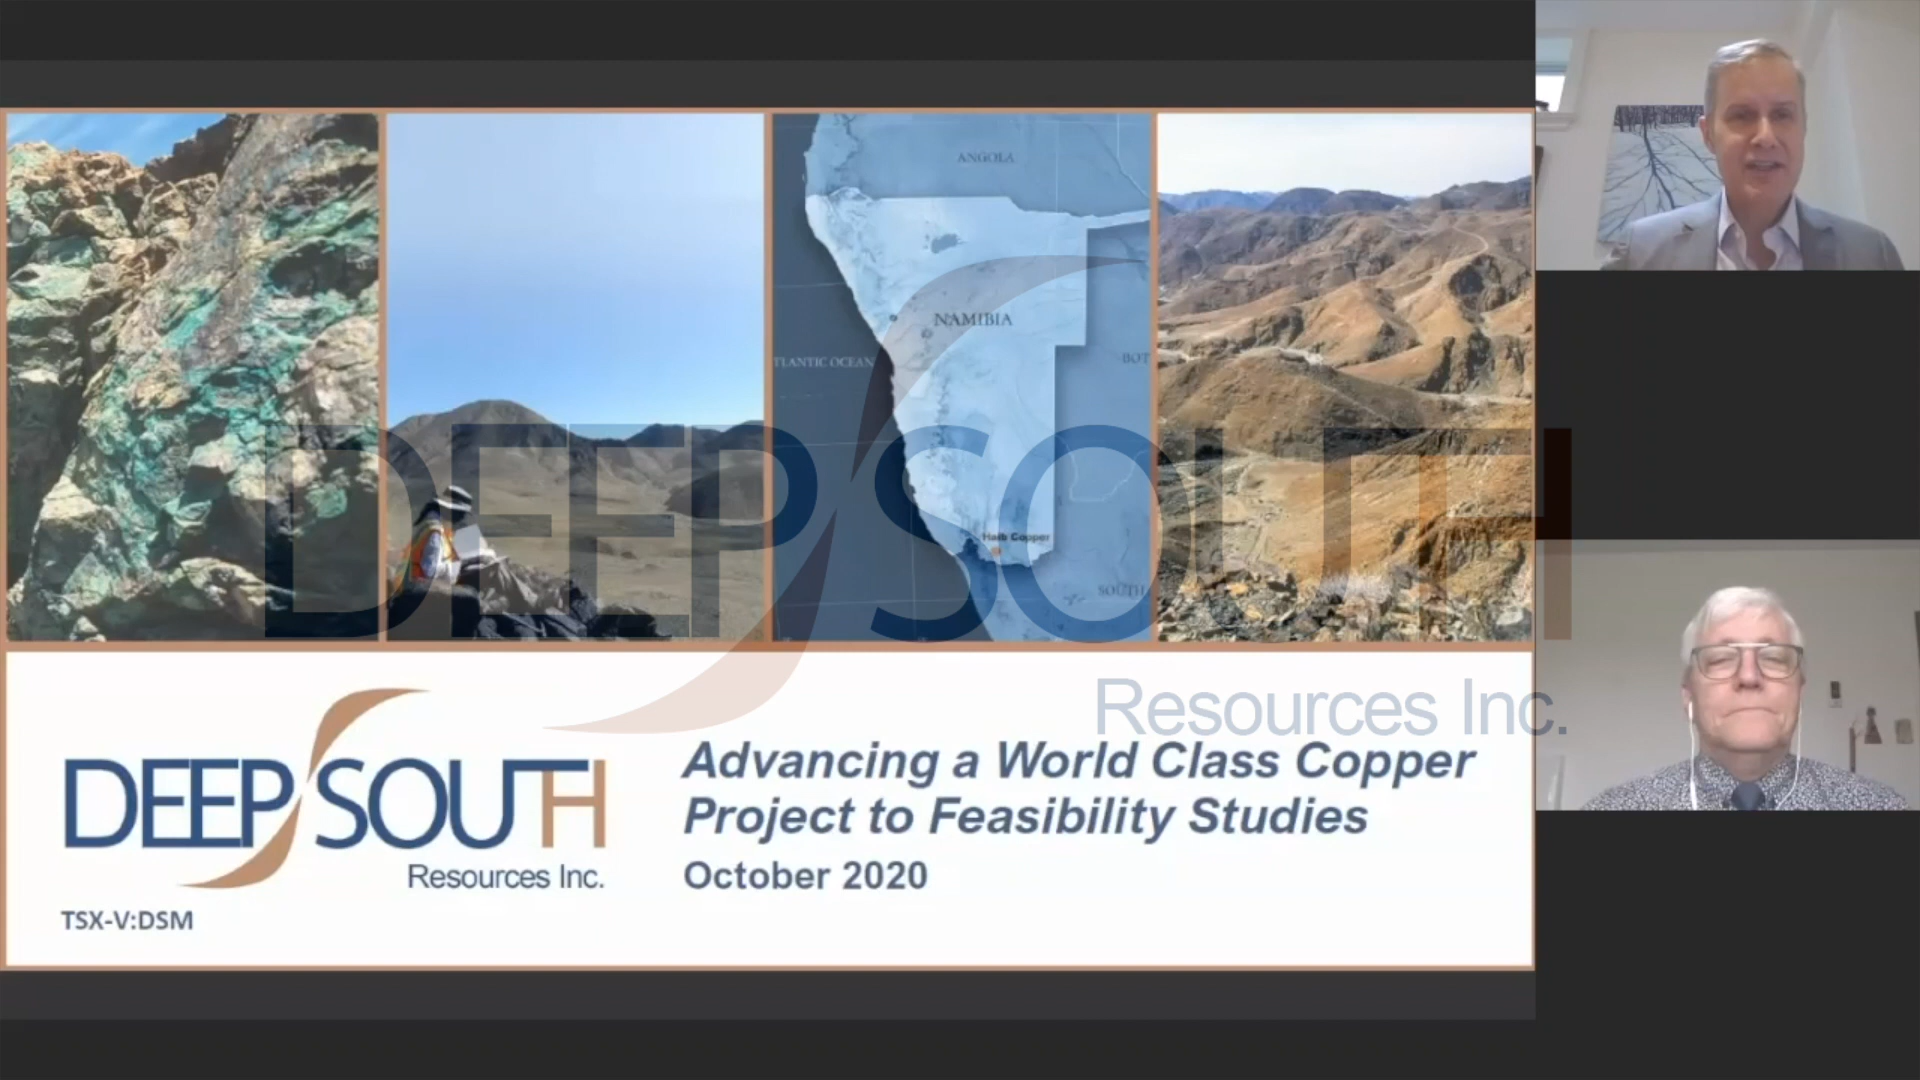 ANGOLA
NAMIBIA
TLANTIC OCEAN
BOT
Haib Copper
SOUTH
DEEP SOUTH
Resources Inc.
DEEP SOUTH
Resources Inc.
TSX-V:DSM
Advancing a World Class Copper
Project to Feasibility Studies
October 2020